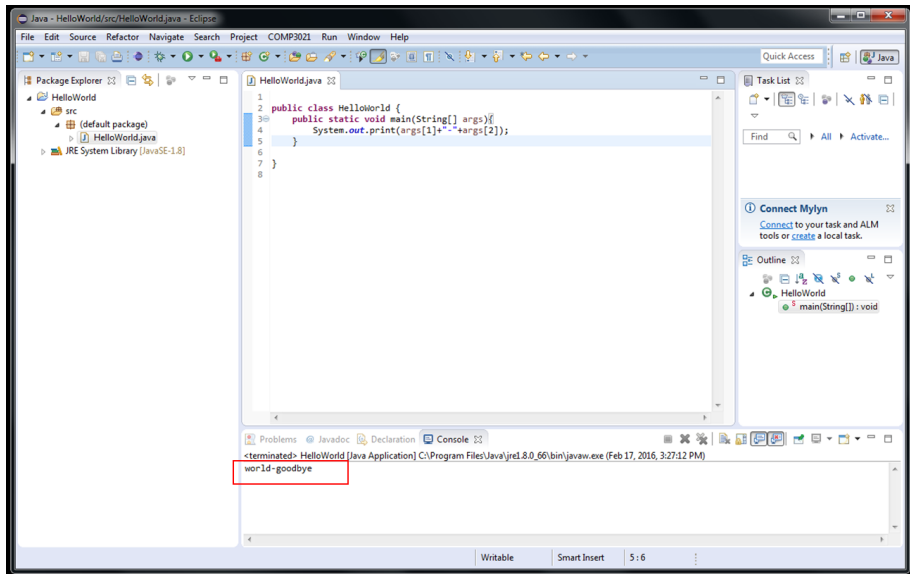 Java - HelloWorld/src/HelloWorld.java - Eclipse
File Edit Source Refactor Navigate Search Project COMP3021 Run Window Help
Quick Access
Java
Package Explorer
HelloWorld
src
(default package)
HelloWorld.java
JRE System Library [JavaSE-1.8]
HelloWorld.java
1
2 public class HelloWorld {
3 public static void main(String[] args){
4 System.out.print(args[1]+"-"+args[2]);
5 }
6
7 }
8
Task List
Find All Activate...
Connect Mylyn
Connect to your task and ALM
tools or create a local task.
Outline
HelloWorld
main(String[]) : void
Problems @ Javadoc Declaration Console
<terminated> HelloWorld [Java Application] C:\Program Files\Java\jre1.8.0_66\bin\javaw.exe (Feb 17, 2016, 3:27:12 PM)
world-goodbye
Writable Smart Insert 5 : 6